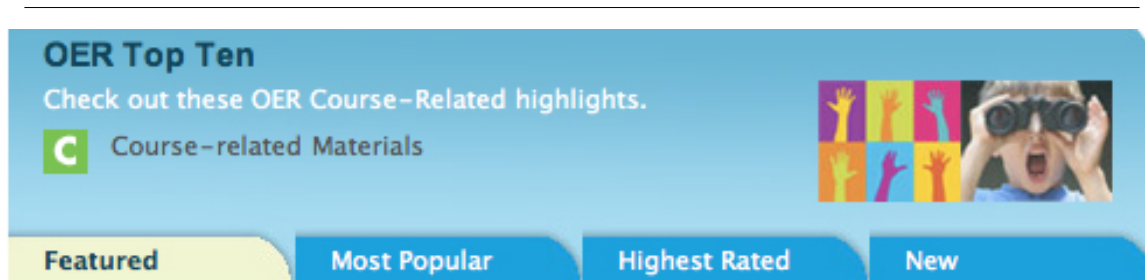 OER Top Ten
Check out these OER Course-Related highlights.
C Course-related Materials
Featured Most Popular Highest Rated New